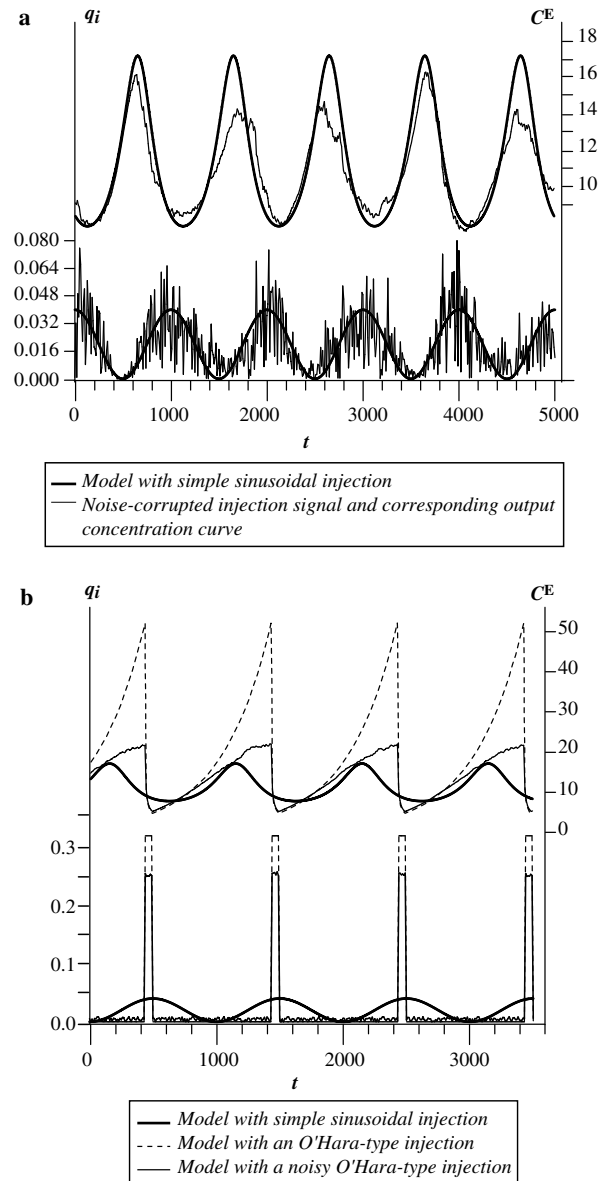 a
qi
CE
18
16
14
12
10
0.080
0.064
0.048
0.032
0.016
0.000
0
1000
2000
3000
4000
5000
t
Model with simple sinusoidal injection
Noise-corrupted injection signal and corresponding output
concentration curve
b
qi
CE
50
40
30
20
10
0
0.3
0.2
0.1
0.0
0
1000
2000
3000
t
Model with simple sinusoidal injection
Model with an O'Hara-type injection
Model with a noisy O'Hara-type injection